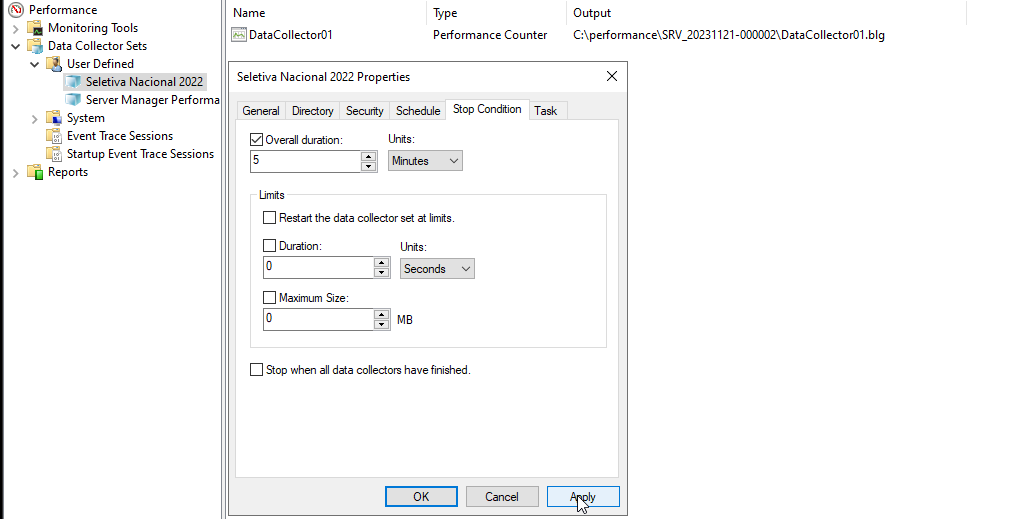 Performance
Monitoring Tools
Data Collector Sets
User Defined
Seletiva Nacional 2022
Server Manager Performa
System
Event Trace Sessions
Startup Event Trace Sessions
Reports
Name Type Output
DataCollector01 Performance Counter C:\performance\SRV_20231121-000002\DataCollector01.blg
Seletiva Nacional 2022 Properties
General Directory Security Schedule Stop Condition Task
Overall duration: Units:
5 Minutes
Limits
Restart the data collector set at limits.
Duration: Units:
0 Seconds
Maximum Size:
0 MB
Stop when all data collectors have finished.
OK Cancel Apply